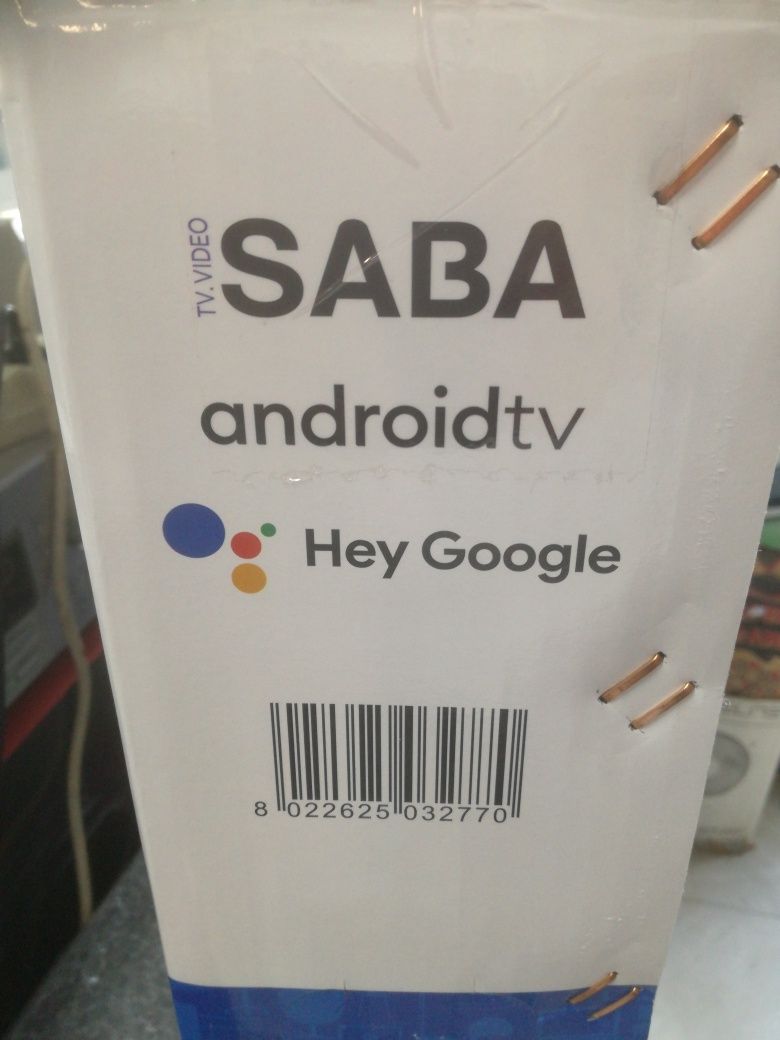 TV.VIDEO
SABA
androidtv
Hey Google
8 022625 032770